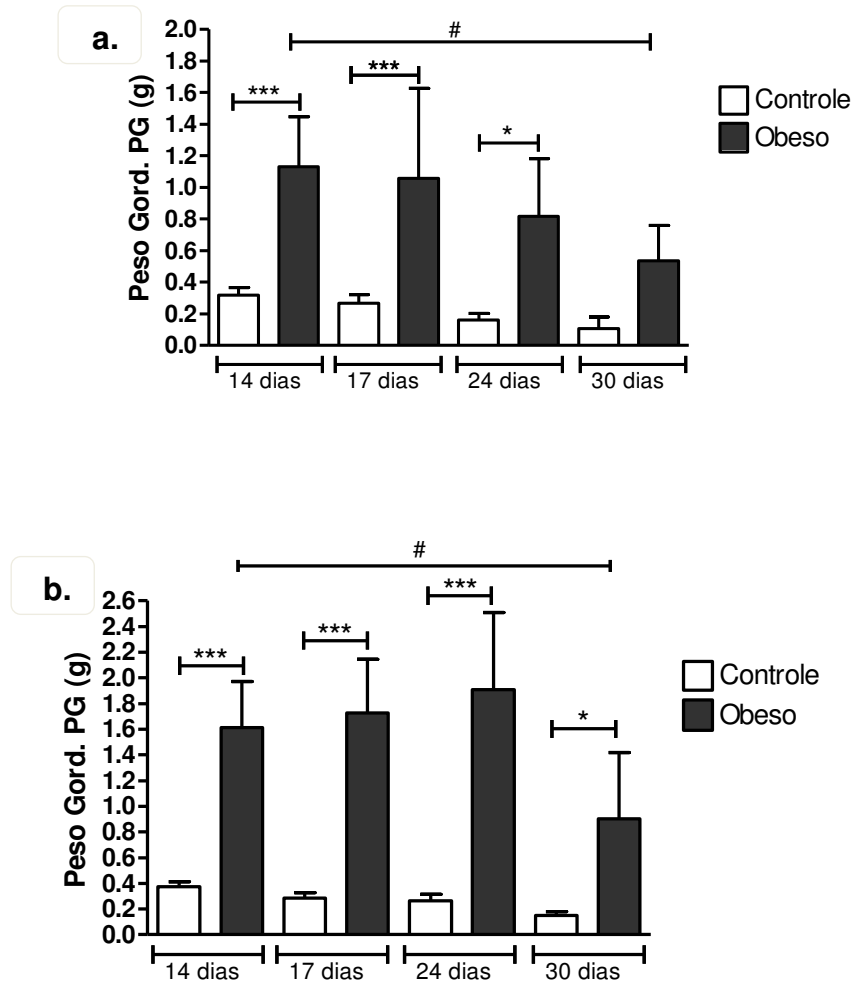 a.
#
***
***
*
Peso Gord. PG (g)
2.0
1.8
1.6
1.4
1.2
1.0
0.8
0.6
0.4
0.2
0.0
14 dias
17 dias
24 dias
30 dias
Controle
Obeso
b.
#
***
***
***
*
Peso Gord. PG (g)
2.6
2.4
2.2
2.0
1.8
1.6
1.4
1.2
1.0
0.8
0.6
0.4
0.2
0.0
14 dias
17 dias
24 dias
30 dias
Controle
Obeso